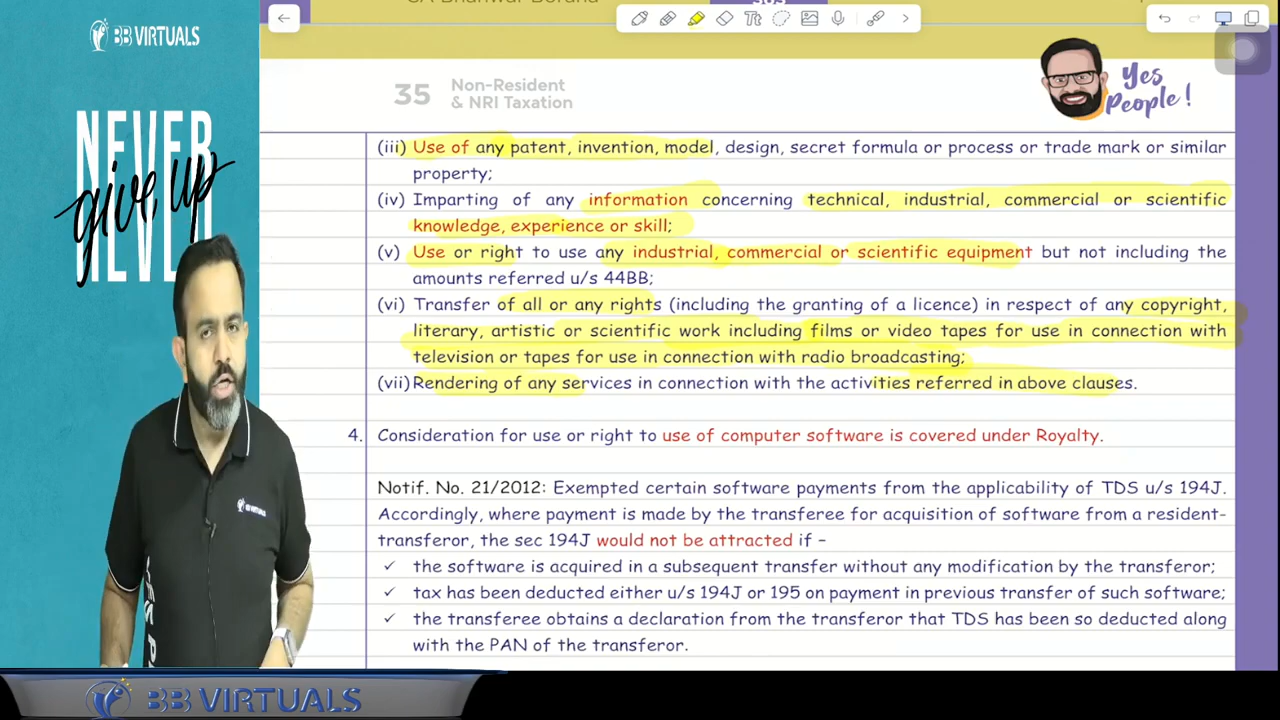 BB VIRTUALS
NEVER
give up
NEVER
Tt
35
Non-Resident
& NRI Taxation
Yes
People!
(iii) Use of any patent, invention, model, design, secret formula or process or trade mark or similar
property;
(iv) Imparting of any information concerning technical, industrial, commercial or scientific
knowledge, experience or skill;
(v) Use or right to use any industrial, commercial or scientific equipment but not including the
amounts referred u/s 44BB;
(vi) Transfer of all or any rights (including the granting of a licence) in respect of any copyright,
literary, artistic or scientific work including films or video tapes for use in connection with
television or tapes for use in connection with radio broadcasting;
(vii) Rendering of any services in connection with the activities referred in above clauses.
4. Consideration for use or right to use of computer software is covered under Royalty.
Notif. No. 21/2012: Exempted certain software payments from the applicability of TDS u/s 194J.
Accordingly, where payment is made by the transferee for acquisition of software from a resident-
transferor, the sec 194J would not be attracted if –
✓ the software is acquired in a subsequent transfer without any modification by the transferor;
✓ tax has been deducted either u/s 194J or 195 on payment in previous transfer of such software;
✓ the transferee obtains a declaration from the transferor that TDS has been so deducted along
with the PAN of the transferor.
BB VIRTUALS
BB VIRTUALS